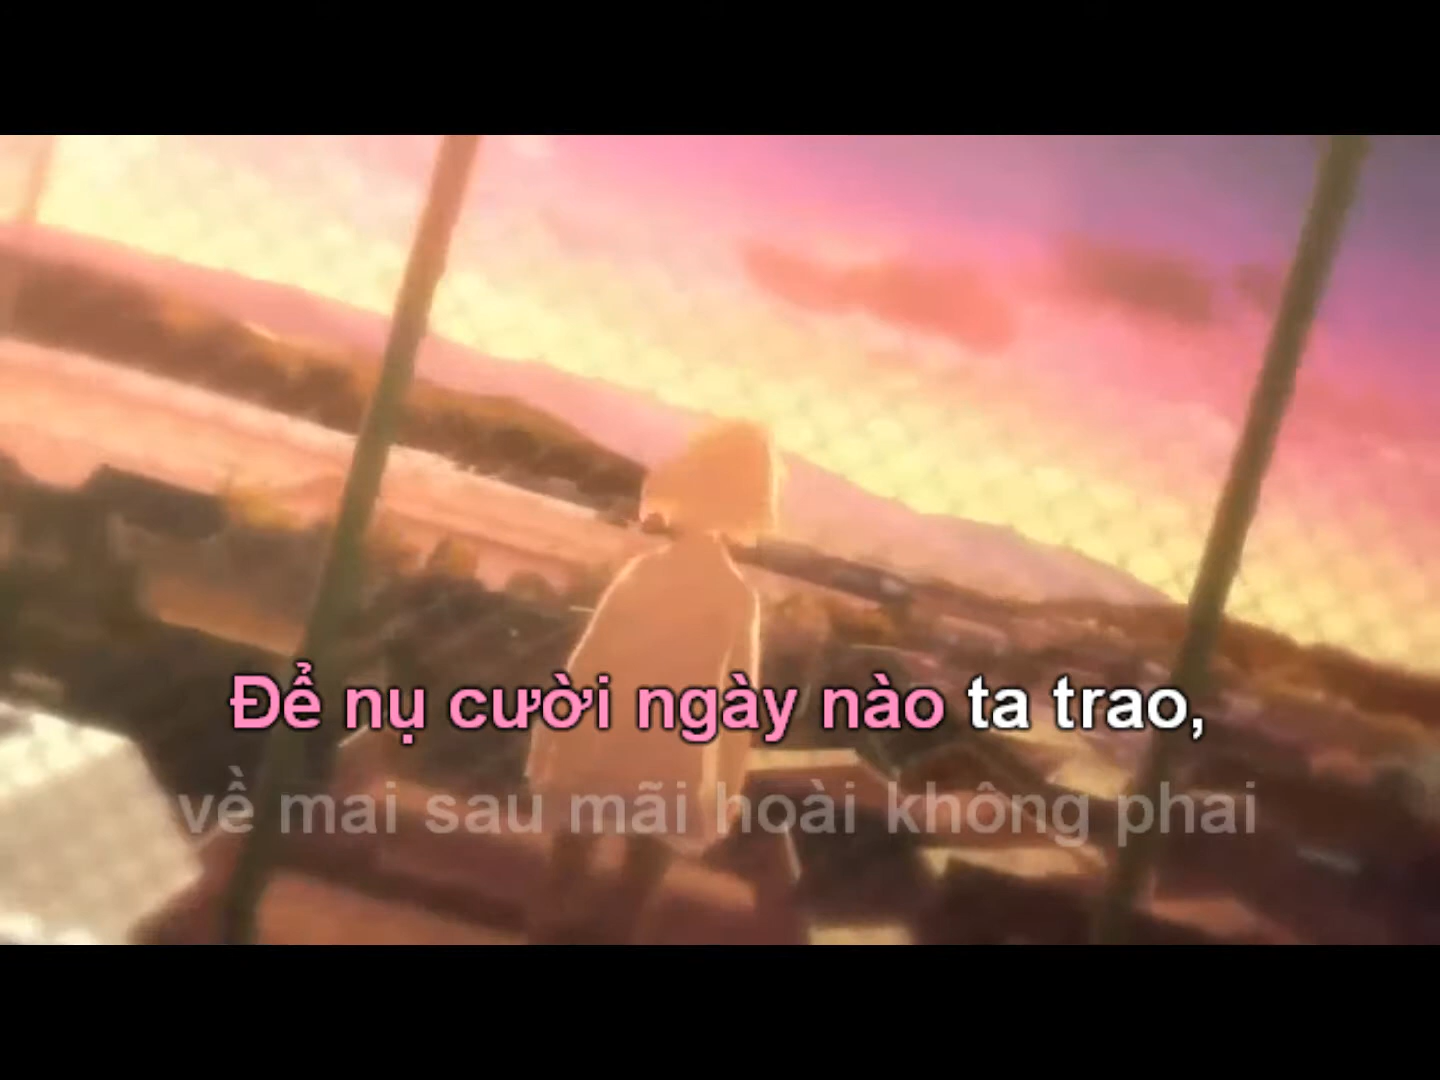 Để nụ cười ngày nào ta trao,
về mai sau mãi hoài không phai